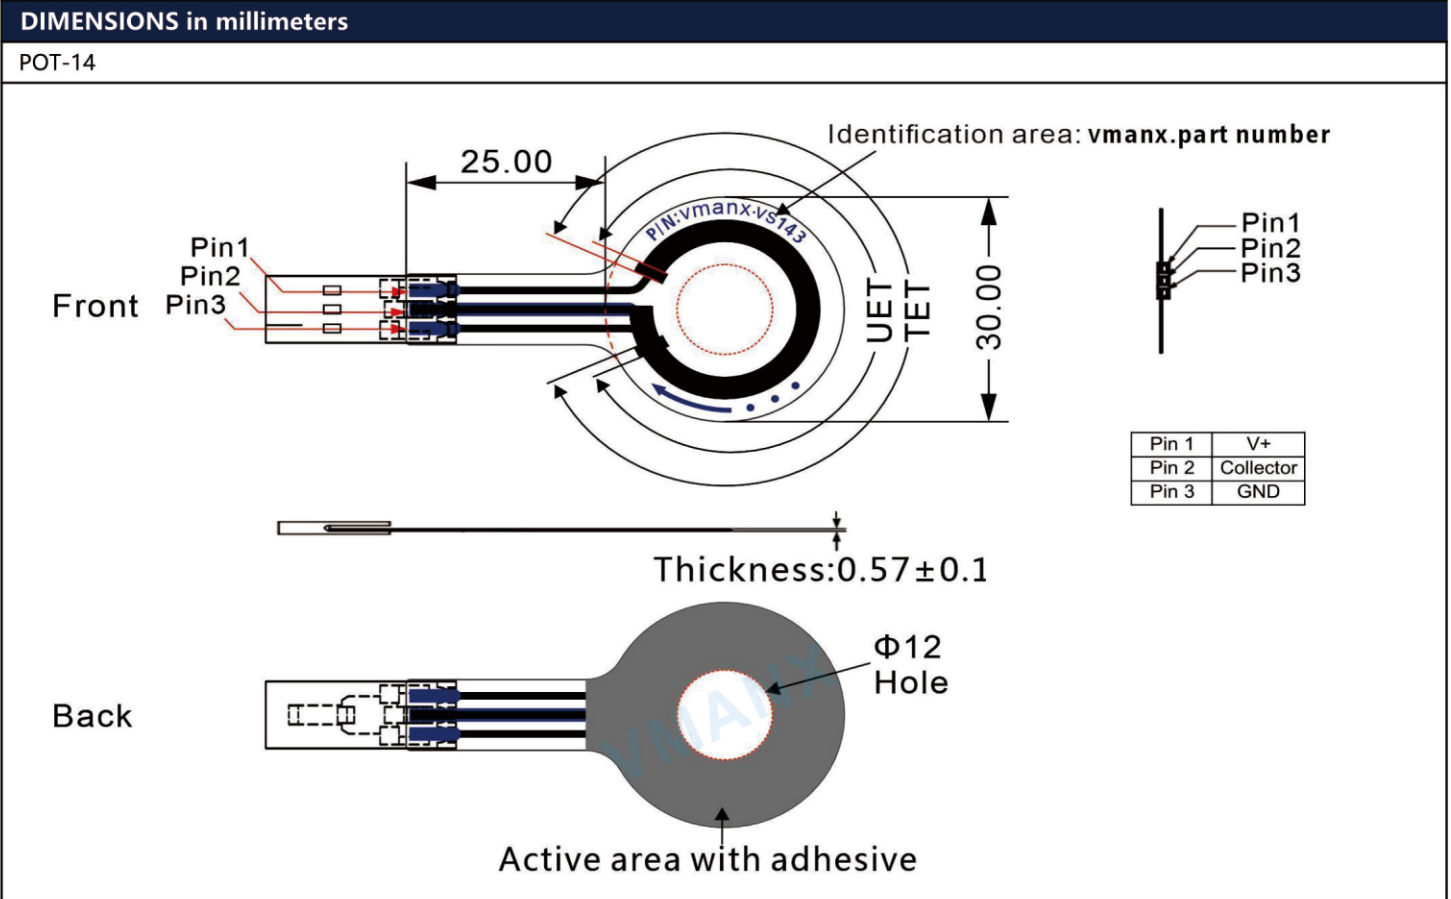 DIMENSIONS in millimeters
POT-14
Identification area: vmanx.part number
25.00
P/N:vmanx-vs143
Pin1
Pin2
Pin3
Front
UET
TET
30.00
Pin1
Pin2
Pin3
Pin 1 V+
Pin 2 Collector
Pin 3 GND
Thickness:0.57±0.1
Φ12
Hole
Back
VMANX
Active area with adhesive